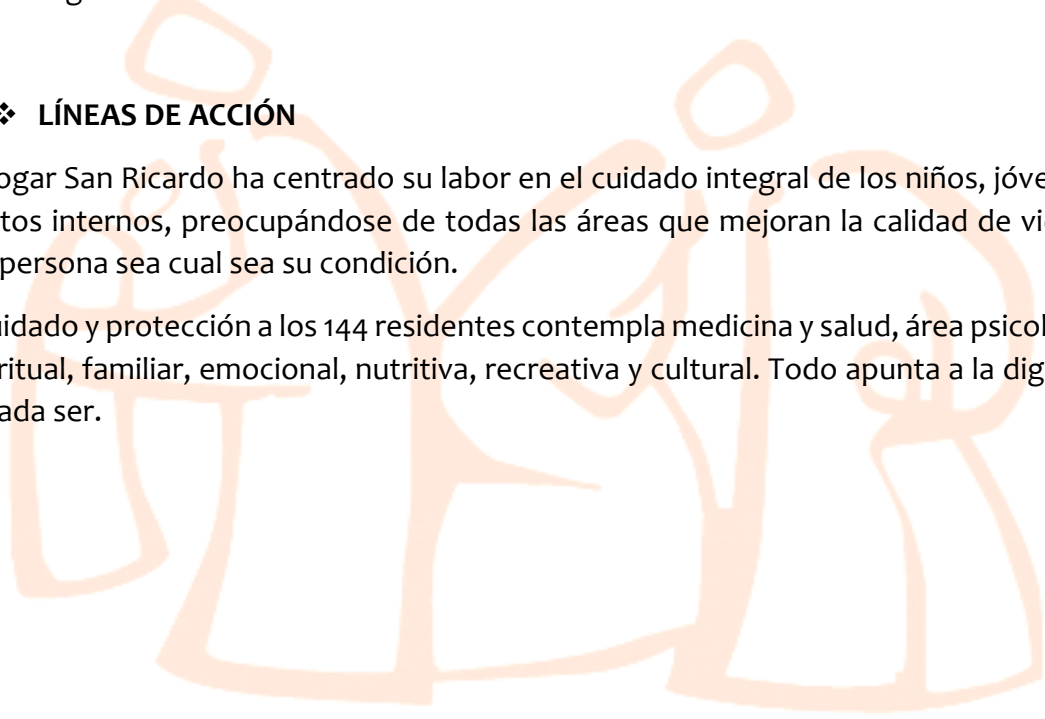 ❖ LÍNEAS DE ACCIÓN
ogar San Ricardo ha centrado su labor en el cuidado integral de los niños, jóve
tos internos, preocupándose de todas las áreas que mejoran la calidad de vi
persona sea cual sea su condición.
uidado y protección a los 144 residentes contempla medicina y salud, área psicol
ritual, familiar, emocional, nutritiva, recreativa y cultural. Todo apunta a la dig
ada ser.